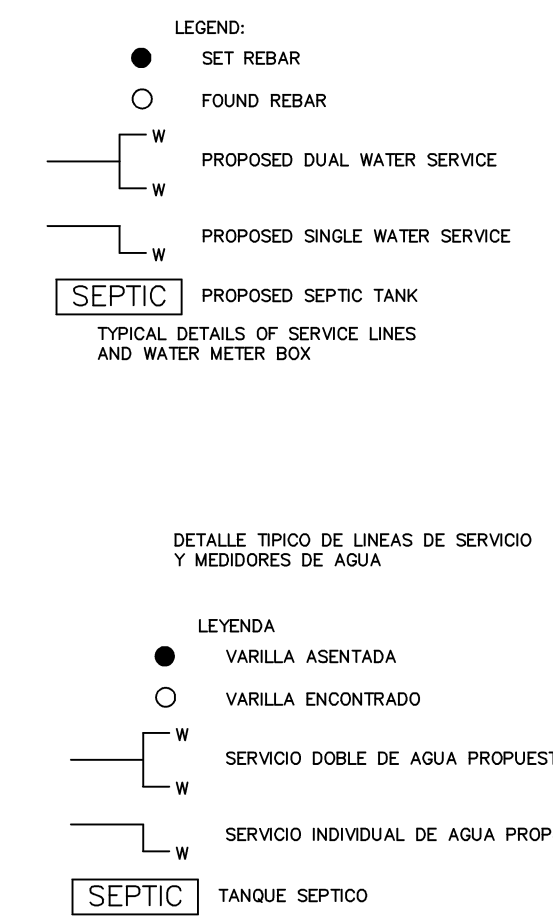 LEGEND:
SET REBAR
FOUND REBAR
W
PROPOSED DUAL WATER SERVICE
W
PROPOSED SINGLE WATER SERVICE
W
SEPTIC PROPOSED SEPTIC TANK
TYPICAL DETAILS OF SERVICE LINES
AND WATER METER BOX
DETALLE TIPICO DE LINEAS DE SERVICIO
Y MEDIDORES DE AGUA
LEYENDA
VARILLA ASENTADA
VARILLA ENCONTRADO
W
SERVICIO DOBLE DE AGUA
W
SERVICIO INDIVIDUAL DE AGUA
W
SEPTIC TANQUE SEPTICO